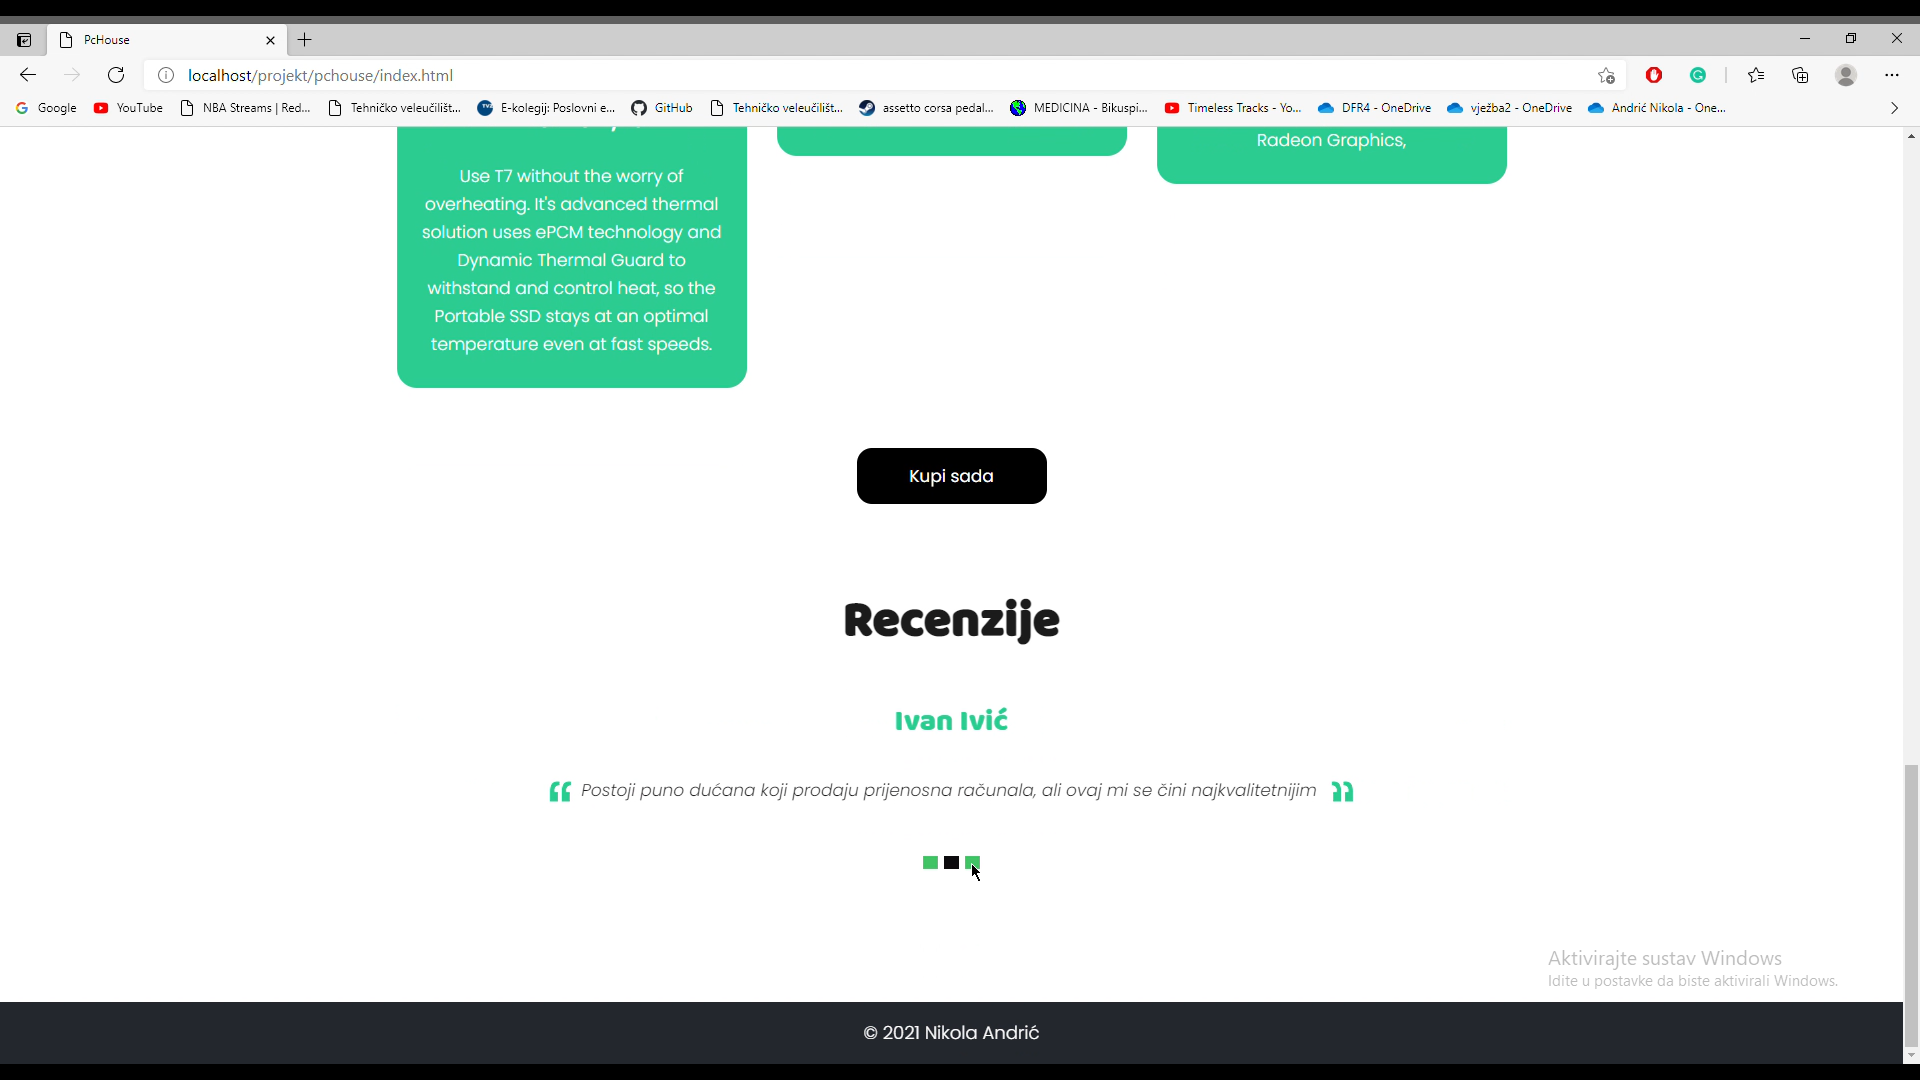 PcHouse
localhost/projekt/pchouse/index.html
Google
YouTube
NBA Streams | Red...
Tehničko veleučilišt...
E-kolegij: Poslovni e...
GitHub
Tehničko veleučilišt...
assetto corsa pedal...
MEDICINA - Bikuspi...
Timeless Tracks - Yo...
DFR4 - OneDrive
vježba2 - OneDrive
Andrić Nikola - One...
Radeon Graphics,
Use T7 without the worry of
overheating. It's advanced thermal
solution uses ePCM technology and
Dynamic Thermal Guard to
withstand and control heat, so the
Portable SSD stays at an optimal
temperature even at fast speeds.
Kupi sada
Recenzije
Ivan Ivić
“ Postoji puno dućana koji prodaju prijenosna računala, ali ovaj mi se čini najkvalitetnijim ”
Aktivirajte sustav Windows
Idite u postavke da biste aktivirali Windows.
© 2021 Nikola Andrić